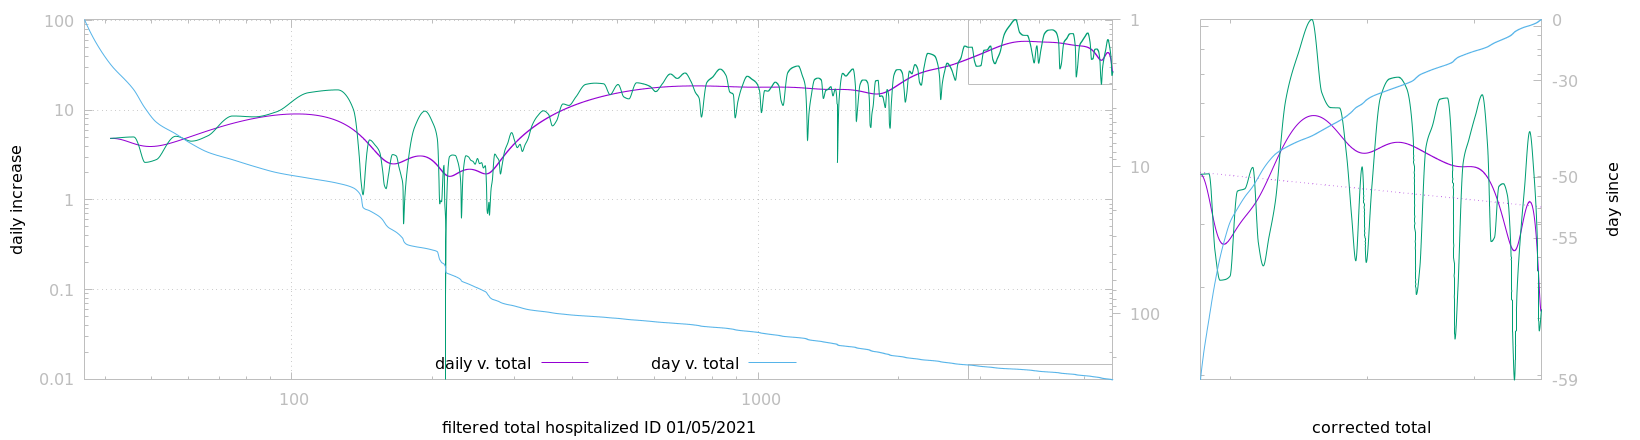 100
10
1
0.1
0.01
daily increase
100
1000
filtered total hospitalized ID 01/05/2021
daily v. total
day v. total
1
10
100
0
-30
-50
-55
-59
day since
corrected total